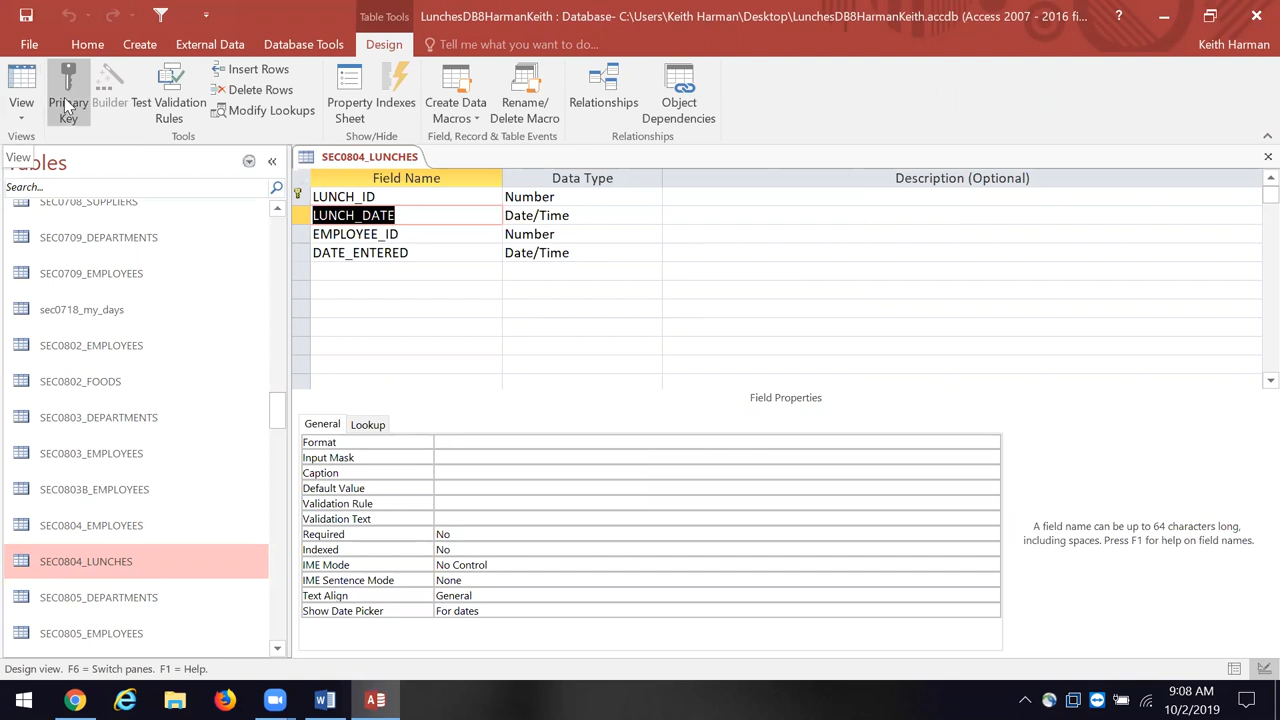 Table Tools
LunchesDB8HarmanKeith : Database- C:\Users\Keith Harman\Desktop\LunchesDB8HarmanKeith.accdb (Access 2007 - 2016 fi...
?
File
Home
Create
External Data
Database Tools
Design
Tell me what you want to do...
Keith Harman
View
Primary
Key
Builder
Test Validation
Rules
Insert Rows
Delete Rows
Modify Lookups
Property
Sheet
Indexes
Create Data
Macros
Rename/
Delete Macro
Relationships
Object
Dependencies
Views
Tools
Show/Hide
Field, Record & Table Events
Relationships
View
Tables
Search...
SEC0708_SUPPLIERS
SEC0709_DEPARTMENTS
SEC0709_EMPLOYEES
sec0718_my_days
SEC0802_EMPLOYEES
SEC0802_FOODS
SEC0803_DEPARTMENTS
SEC0803_EMPLOYEES
SEC0803B_EMPLOYEES
SEC0804_EMPLOYEES
SEC0804_LUNCHES
SEC0805_DEPARTMENTS
SEC0805_EMPLOYEES
SEC0804_LUNCHES
Field Name Data Type Description (Optional)
LUNCH_ID Number
LUNCH_DATE Date/Time
EMPLOYEE_ID Number
DATE_ENTERED Date/Time
Field Properties
General Lookup
Format
Input Mask
Caption
Default Value
Validation Rule
Validation Text
Required No
Indexed No
IME Mode No Control
IME Sentence Mode None
Text Align General
Show Date Picker For dates
A field name can be up to 64 characters long,
including spaces. Press F1 for help on field names.
Design view. F6 = Switch panes. F1 = Help.
9:08 AM
10/2/2019